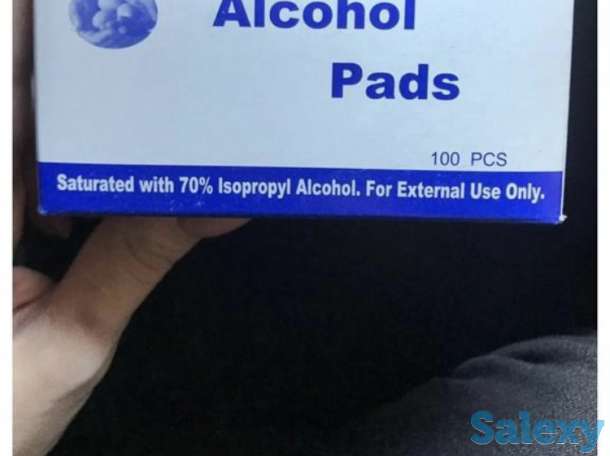 Alcohol
Pads
100 PCS
Saturated with 70% Isopropyl Alcohol. For External Use Only.
Salexy